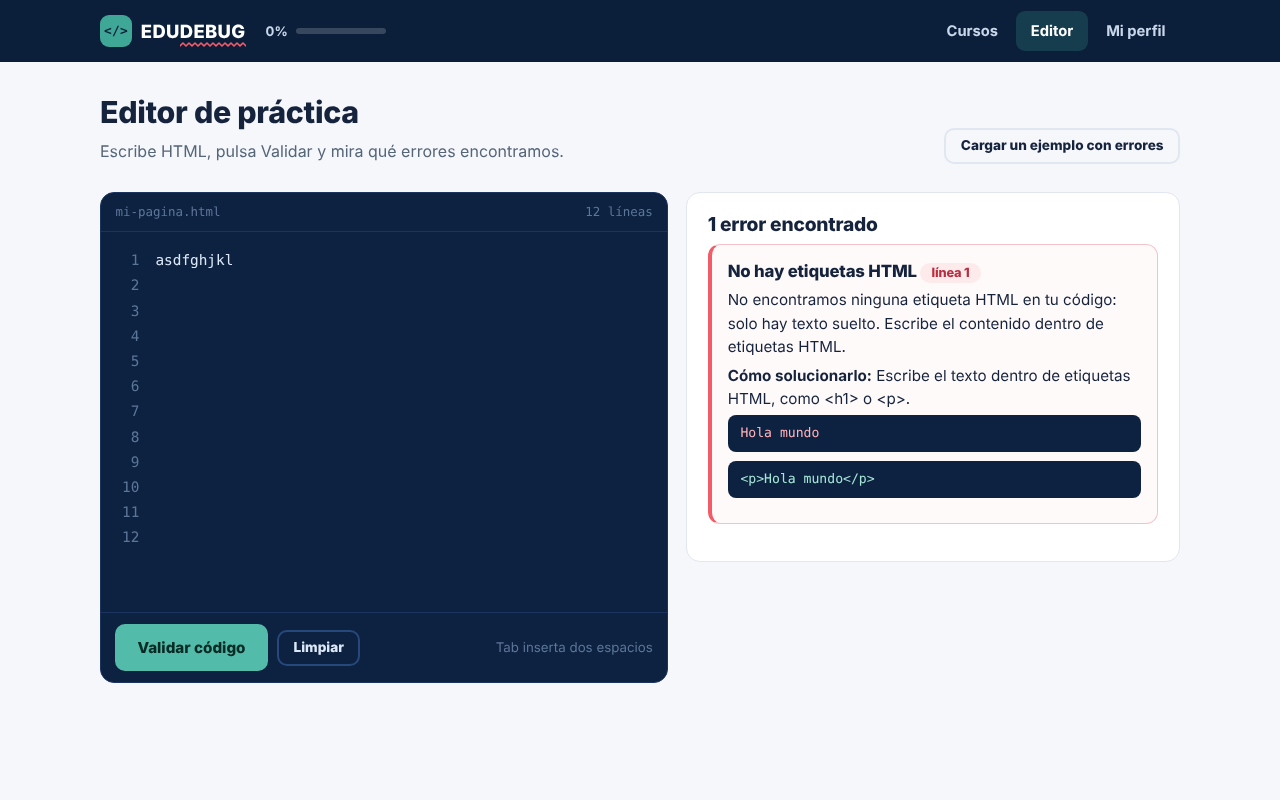 </> EDUDEBUG 0% Cursos Editor Mi perfil
Editor de práctica
Escribe HTML, pulsa Validar y mira qué errores encontramos.
Cargar un ejemplo con errores
mi-pagina.html 12 líneas
1 asdfghjkl
2
3
4
5
6
7
8
9
10
11
12
Validar código Limpiar Tab inserta dos espacios
1 error encontrado
No hay etiquetas HTML línea 1
No encontramos ninguna etiqueta HTML en tu código:
solo hay texto suelto. Escribe el contenido dentro de
etiquetas HTML.
Cómo solucionarlo: Escribe el texto dentro de etiquetas
HTML, como <h1> o <p>.
Hola mundo
<p>Hola mundo</p>